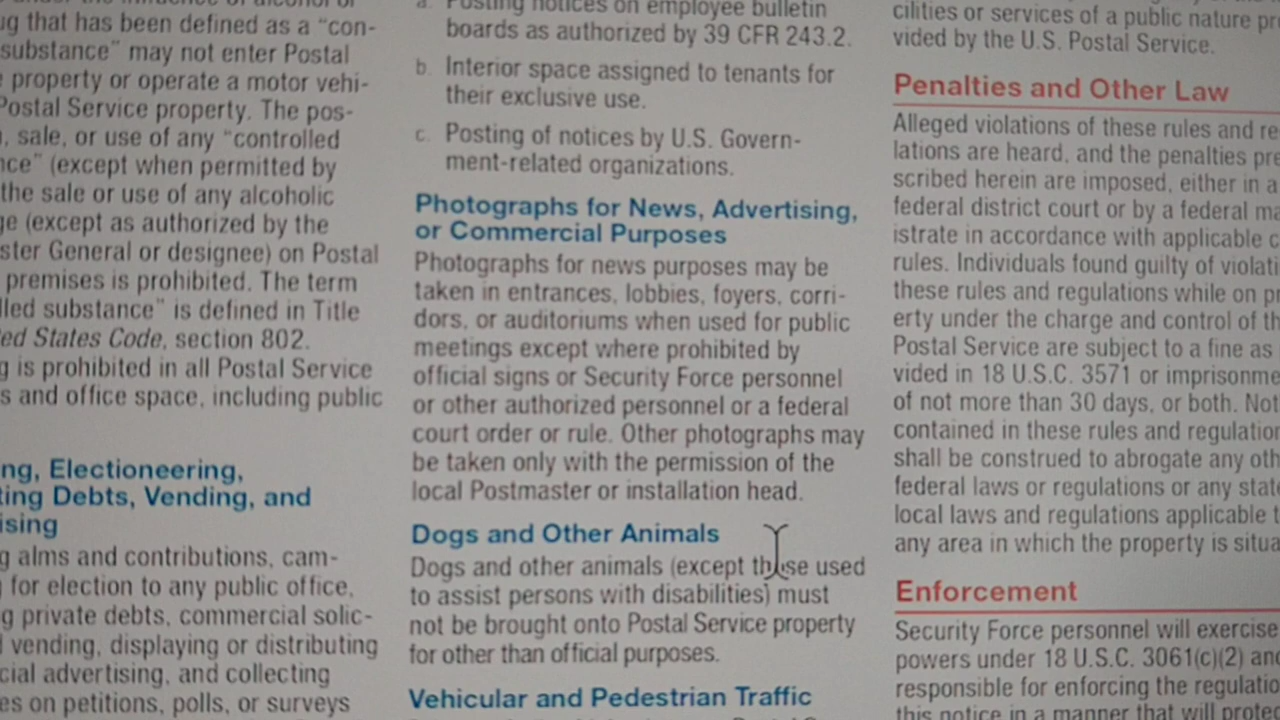 ug that has been defined as a “con-
substance” may not enter Postal
property or operate a motor vehi-
Postal Service property. The pos-
, sale, or use of any “controlled
nce” (except when permitted by
the sale or use of any alcoholic
ge (except as authorized by the
ster General or designee) on Postal
premises is prohibited. The term
lled substance” is defined in Title
ed States Code, section 802.
g is prohibited in all Postal Service
s and office space, including public
ng, Electioneering,
ting Debts, Vending, and
ising
g alms and contributions, cam-
for election to any public office,
g private debts, commercial solic-
vending, displaying or distributing
cial advertising, and collecting
es on petitions, polls, or surveys
a. Posting notices on employee bulletin
boards as authorized by 39 CFR 243.2.
b. Interior space assigned to tenants for
their exclusive use.
c. Posting of notices by U.S. Govern-
ment-related organizations.
Photographs for News, Advertising,
or Commercial Purposes
Photographs for news purposes may be
taken in entrances, lobbies, foyers, corri-
dors, or auditoriums when used for public
meetings except where prohibited by
official signs or Security Force personnel
or other authorized personnel or a federal
court order or rule. Other photographs may
be taken only with the permission of the
local Postmaster or installation head.
Dogs and Other Animals
Dogs and other animals (except those used
to assist persons with disabilities) must
not be brought onto Postal Service property
for other than official purposes.
Vehicular and Pedestrian Traffic
cilities or services of a public nature pr
vided by the U.S. Postal Service.
Penalties and Other Law
Alleged violations of these rules and re
lations are heard, and the penalties pre
scribed herein are imposed, either in a
federal district court or by a federal ma
istrate in accordance with applicable c
rules. Individuals found guilty of violati
these rules and regulations while on p
erty under the charge and control of th
Postal Service are subject to a fine as
vided in 18 U.S.C. 3571 or imprisonme
of not more than 30 days, or both. Not
contained in these rules and regulation
shall be construed to abrogate any oth
federal laws or regulations or any state
local laws and regulations applicable t
any area in which the property is situa
Enforcement
Security Force personnel will exercise
powers under 18 U.S.C. 3061(c)(2) and
responsible for enforcing the regulatio
this notice in a manner that will protec